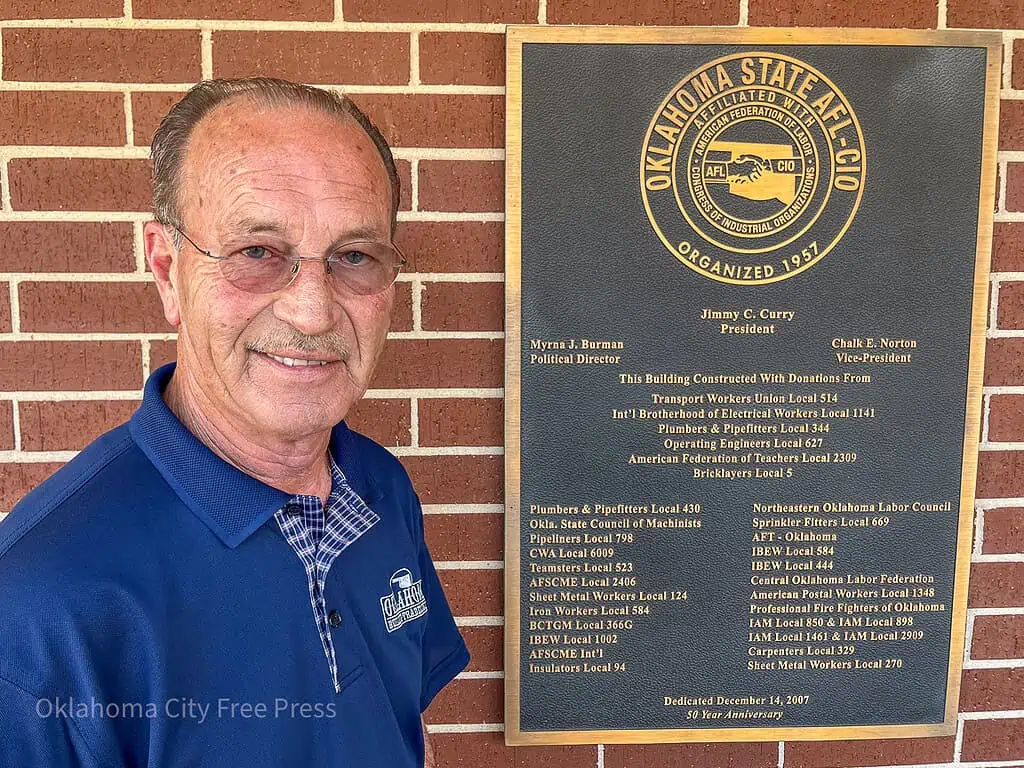 OKLAHOMA STATE AFL-CIO
AFFILIATED WITH
AMERICAN FEDERATION OF LABOR
CONGRESS OF INDUSTRIAL ORGANIZATIONS
AFL CIO
ORGANIZED 1957
Jimmy C. Curry
President
Myrna J. Burman
Political Director
Chalk E. Norton
Vice-President
This Building Constructed With Donations From
Transport Workers Union Local 514
Int'l Brotherhood of Electrical Workers Local 1141
Plumbers & Pipefitters Local 344
Operating Engineers Local 627
American Federation of Teachers Local 2309
Bricklayers Local 5
Plumbers & Pipefitters Local 430
Okla. State Council of Machinists
Pipeliners Local 798
CWA Local 6009
Teamsters Local 523
AFSCME Local 2406
Sheet Metal Workers Local 124
Iron Workers Local 584
BCTGM Local 366G
IBEW Local 1002
AFSCME Int'l
Insulators Local 94
Northeastern Oklahoma Labor Council
Sprinkler Fitters Local 669
AFT - Oklahoma
IBEW Local 584
IBEW Local 444
Central Oklahoma Labor Federation
American Postal Workers Local 1348
Professional Fire Fighters of Oklahoma
IAM Local 850 & IAM Local 898
IAM Local 1461 & IAM Local 2909
Carpenters Local 329
Sheet Metal Workers Local 270
Dedicated December 14, 2007
50 Year Anniversary
Oklahoma City Free Press